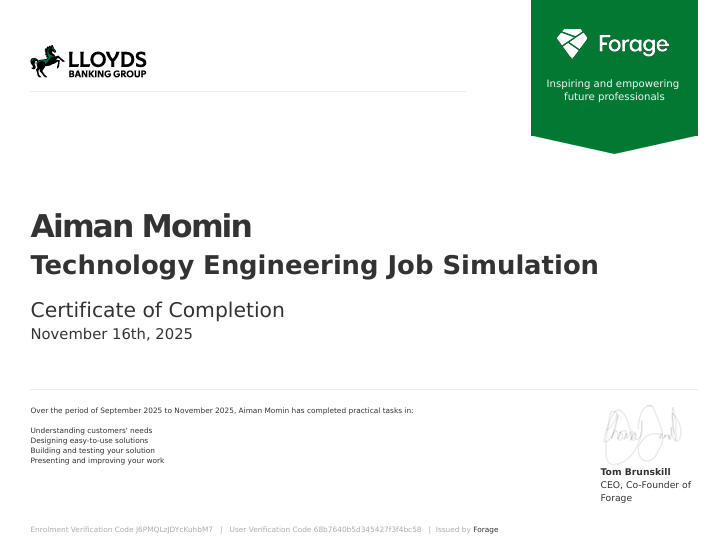 LLOYDS
BANKING GROUP
Forage
Inspiring and empowering
future professionals
Aiman Momin
Technology Engineering Job Simulation
Certificate of Completion
November 16th, 2025
Over the period of September 2025 to November 2025, Aiman Momin has completed practical tasks in:
Understanding customers' needs
Designing easy-to-use solutions
Building and testing your solution
Presenting and improving your work
Tom Brunskill
CEO, Co-Founder of
Forage
Enrolment Verification Code J6PMQLzJDYcKuhbM7 | User Verification Code 68b7640b5d345427f3f4bc58 | Issued by Forage